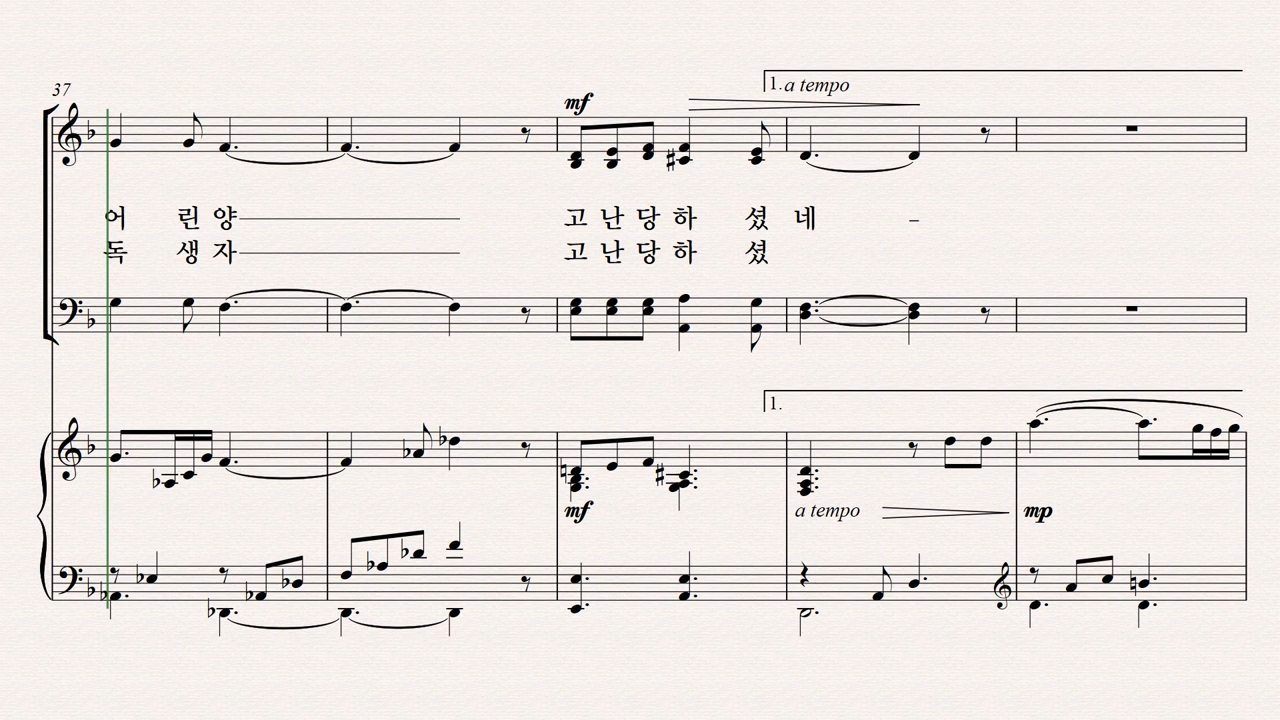 37
1. a tempo
mf
어 린 양 고 난 당 하 셨 네 -
독 생 자 고 난 당 하 셨
1.
mf
a tempo
mp